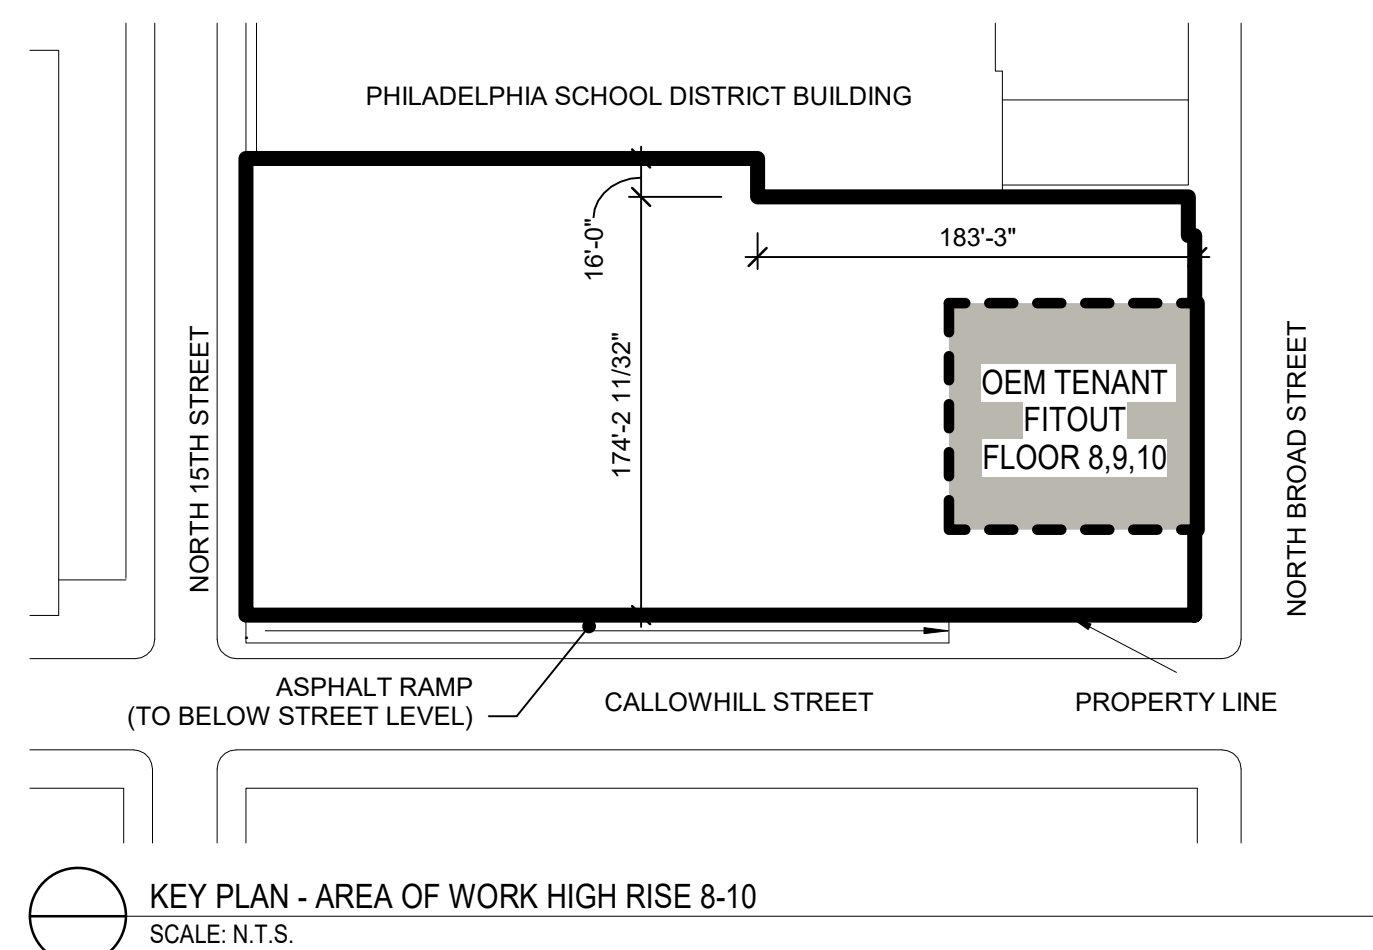 PHILADELPHIA SCHOOL DISTRICT BUILDING
16'-0"
183'-3"
174'-2 11/32"
NORTH 15TH STREET
OEM TENANT
FITOUT
FLOOR 8,9,10
NORTH BROAD STREET
ASPHALT RAMP
(TO BELOW STREET LEVEL)
CALLOWHILL STREET
PROPERTY LINE
KEY PLAN - AREA OF WORK HIGH RISE 8-10
SCALE: N.T.S.